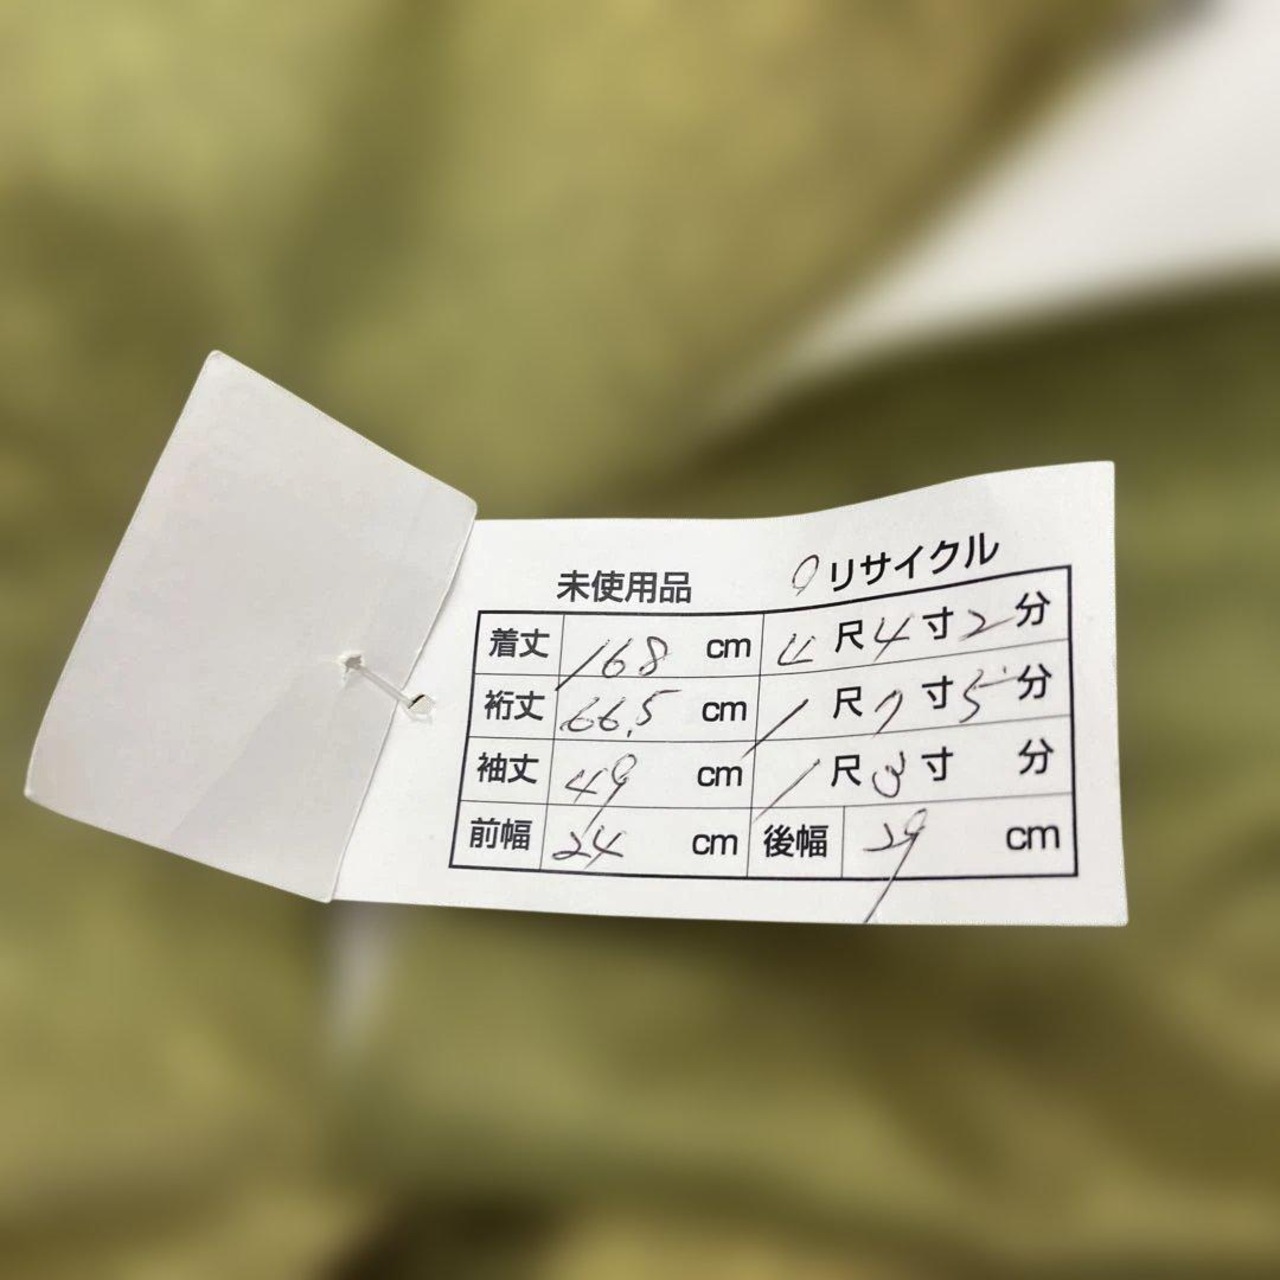 未使用品 ○リサイクル
着丈 168 cm 4尺4寸2分
裄丈 66.5 cm 1尺7寸5分
袖丈 49 cm 1尺3寸 分
前幅 24 cm 後幅 29 cm